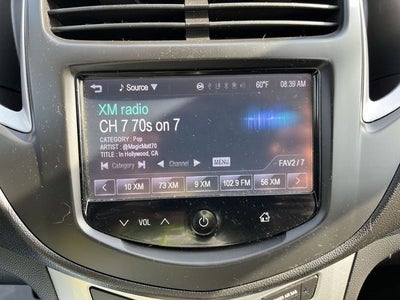 Source 60°F 08:39 AM
XM radio
CH 7 70s on 7
CATEGORY : Pop
ARTIST : @MagicMatt70
TITLE : In Hollywood, CA
Category Channel MENU FAV2 / 7
10 XM 73 XM 9 XM 102.9 FM 56 XM
VOL